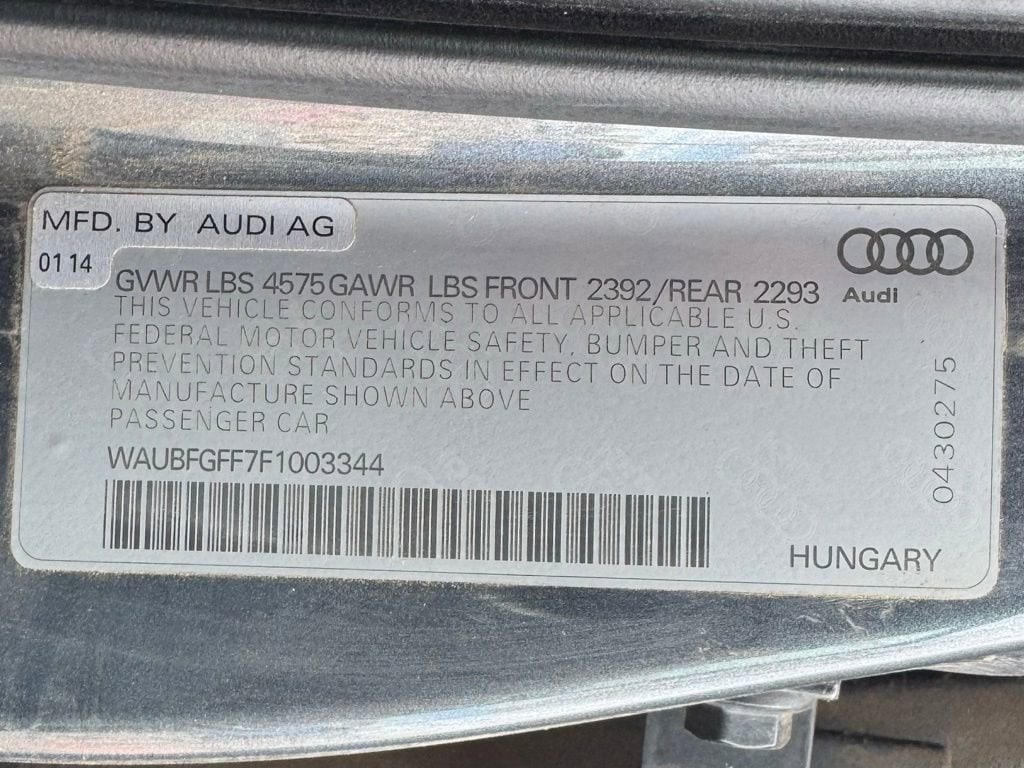 MFD. BY AUDI AG
01 14
GVWR LBS 4575 GAWR LBS FRONT 2392/REAR 2293
Audi
THIS VEHICLE CONFORMS TO ALL APPLICABLE U.S.
FEDERAL MOTOR VEHICLE SAFETY, BUMPER AND THEFT
PREVENTION STANDARDS IN EFFECT ON THE DATE OF
MANUFACTURE SHOWN ABOVE
PASSENGER CAR
WAUBFGFF7F1003344
0430275
HUNGARY